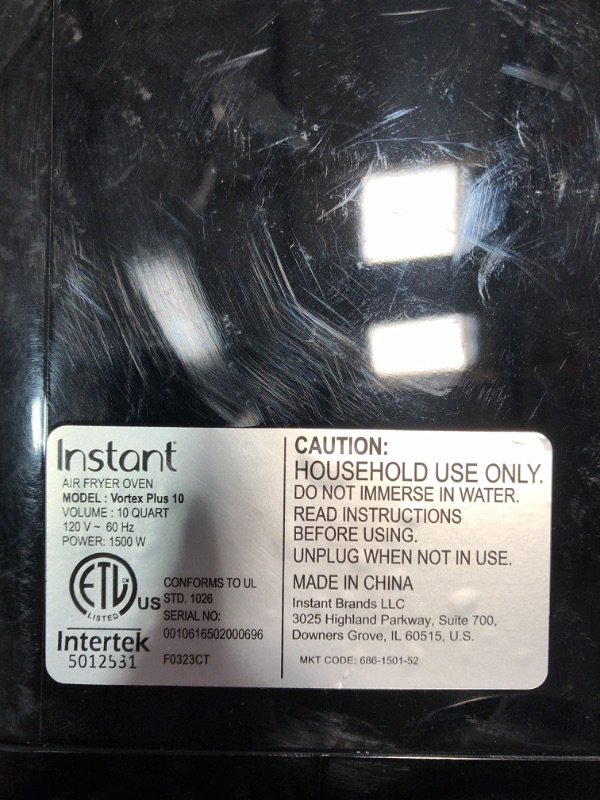 Instant
AIR FRYER OVEN
MODEL : Vortex Plus 10
VOLUME : 10 QUART
120 V ~ 60 Hz
POWER: 1500 W
ETL CM
LISTED
US
Intertek
5012531
CONFORMS TO UL
STD. 1026
SERIAL NO:
0010616502000696
F0323CT
CAUTION:
HOUSEHOLD USE ONLY.
DO NOT IMMERSE IN WATER.
READ INSTRUCTIONS
BEFORE USING.
UNPLUG WHEN NOT IN USE.
MADE IN CHINA
Instant Brands LLC
3025 Highland Parkway, Suite 700,
Downers Grove, IL 60515, U.S.
MKT CODE: 686-1501-52